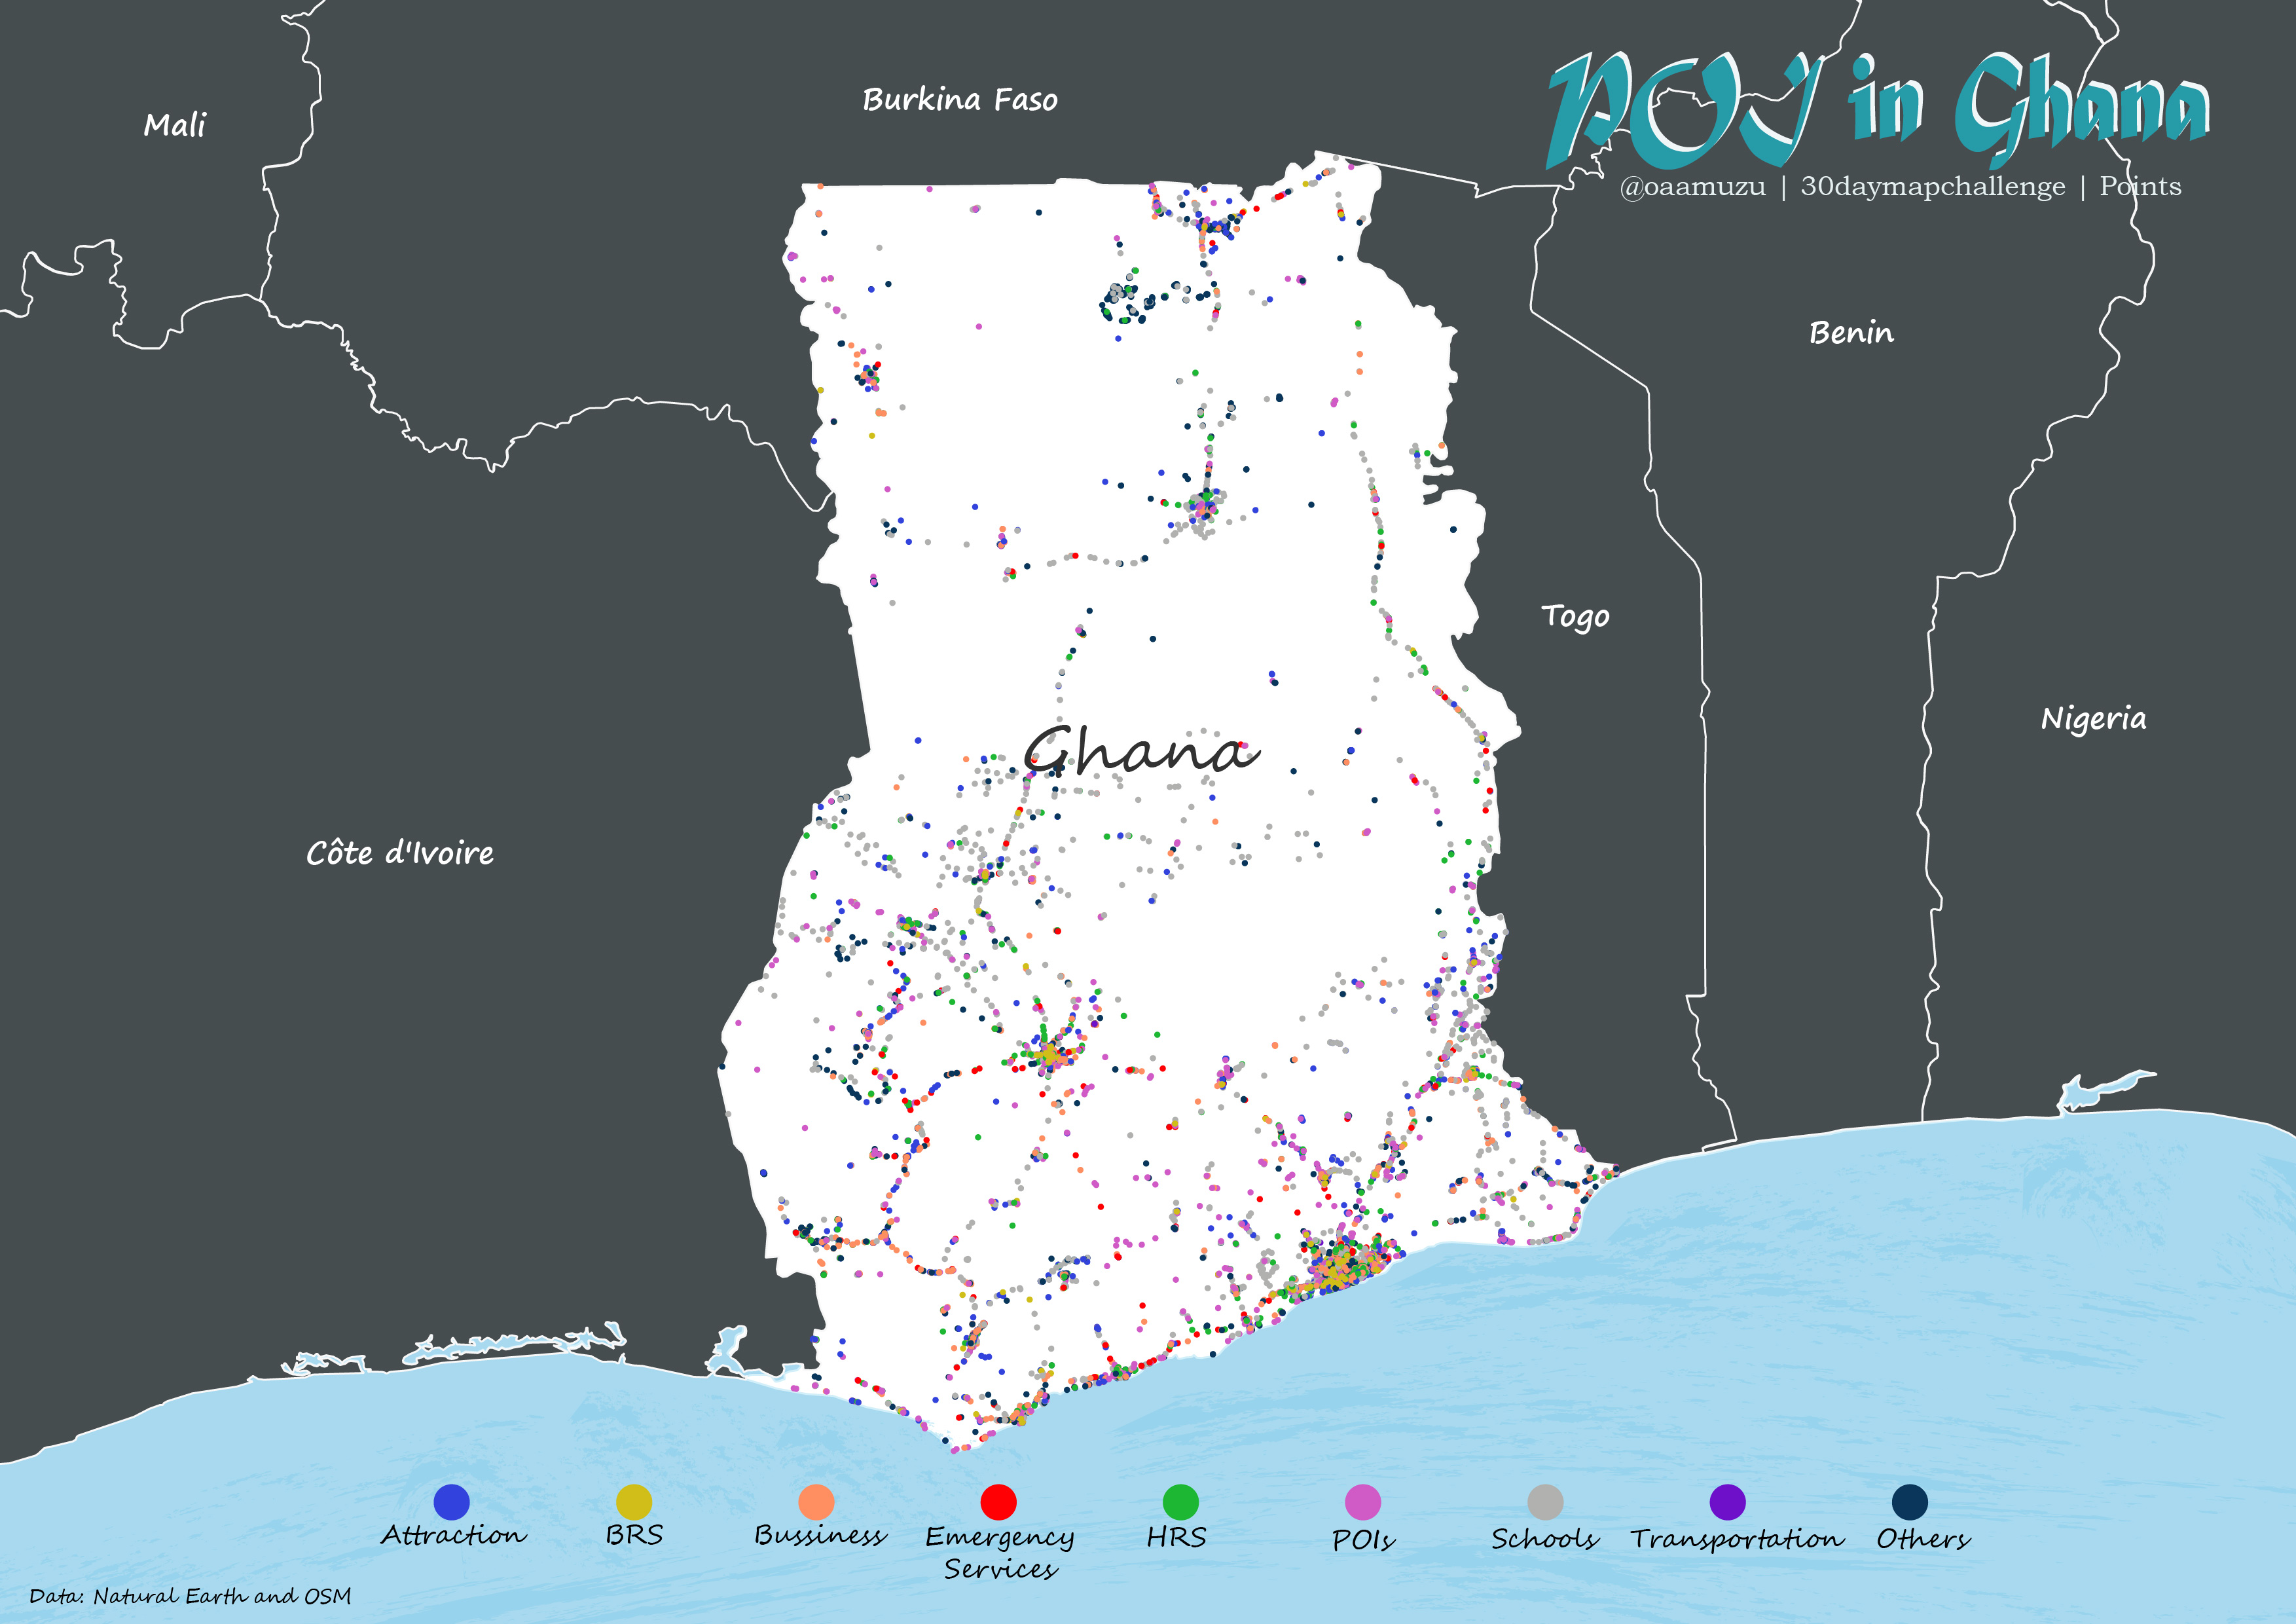 POI in Ghana
@oaamuzu | 30daymapchallenge | Points
Burkina Faso
Mali
Benin
Togo
Nigeria
Ghana
Côte d'Ivoire
Attraction
BRS
Bussiness
Emergency
Services
HRS
POIs
Schools
Transportation
Others
Data: Natural Earth and OSM